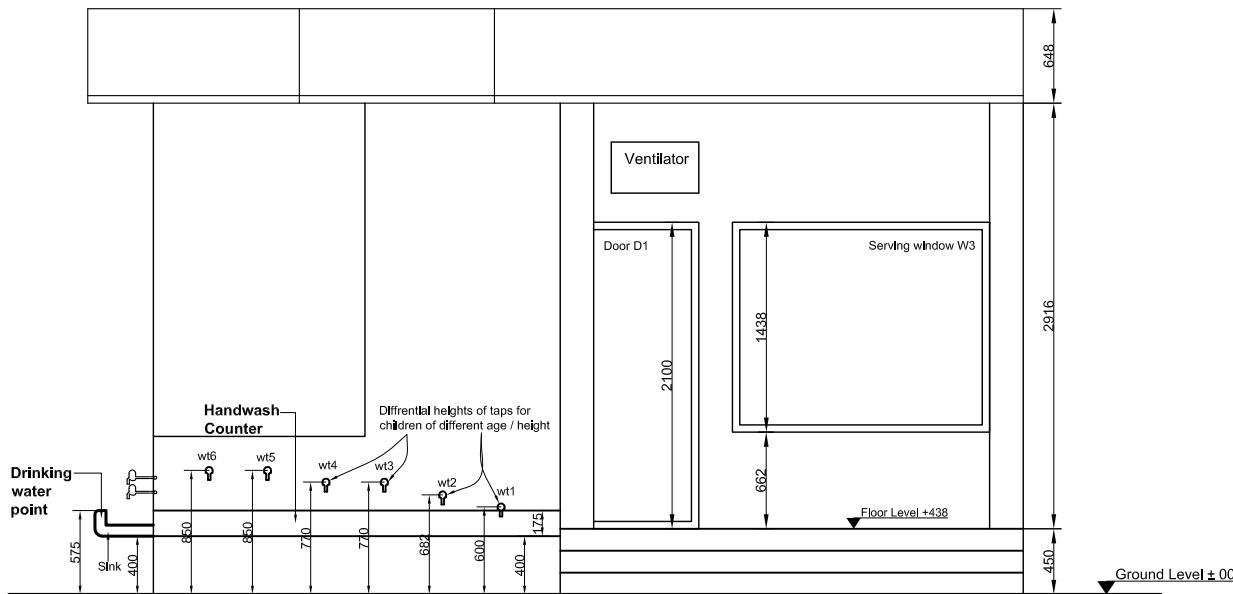 648
Ventilator
Door D1
Serving window W3
2916
1438
2100
Handwash
Counter
Diffrential heights of taps for
children of different age / height
wt6
wt5
wt4
wt3
wt2
wt1
Drinking
water
point
662
Floor Level +438
575
Sink
400
850
850
770
770
682
600
175
400
450
Ground Level ± 00